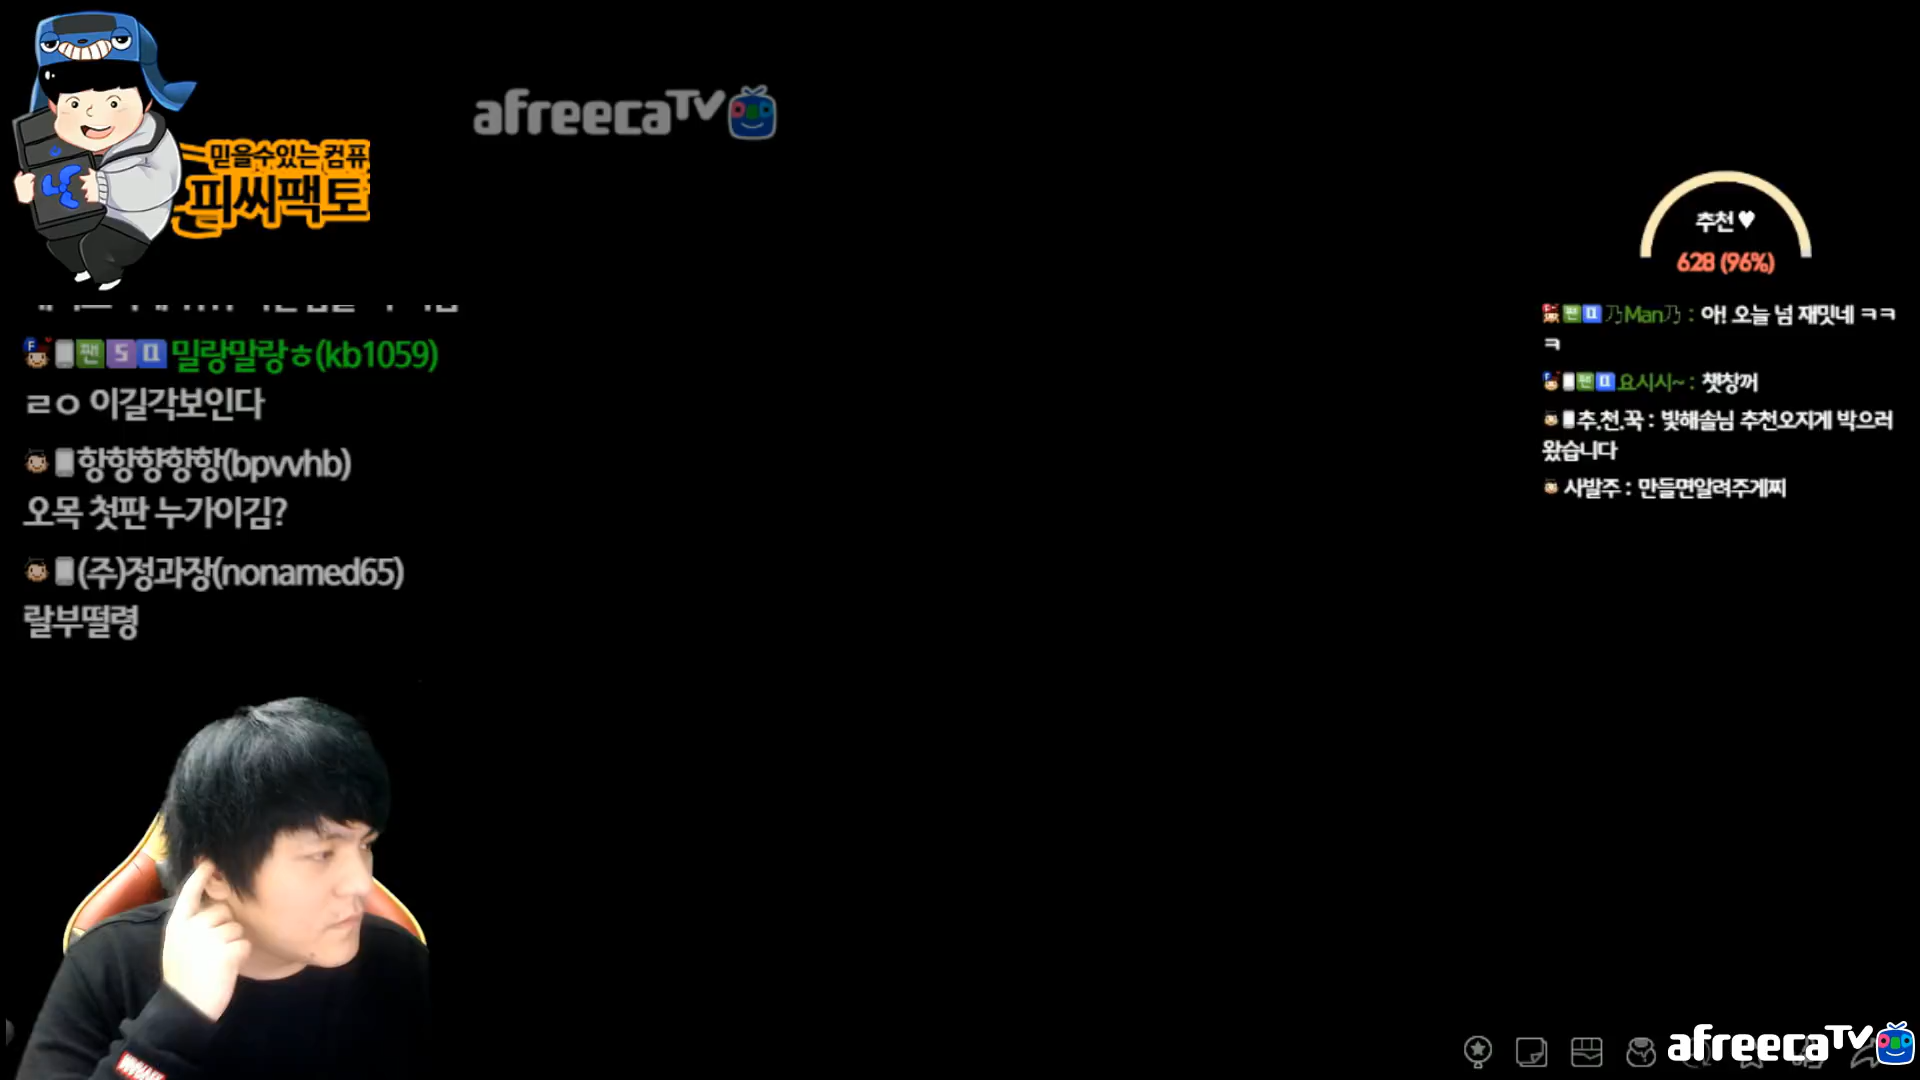 afreecaTV
믿을수있는 컴퓨
피씨팩토
추천♥
628 (96%)
밀랑말랑ㅎ(kb1059)
ㄹㅇ 이길각보인다
항항향항항(bpvvhb)
오목 첫판 누가이김?
(주)정과장(nonamed65)
랄부떨령
乃Man乃 : 아! 오늘 넘 재밋네 ㅋㅋ
ㅋ
요시시~ : 챗창꺼
추.천.꾹 : 빛해솔님 추천오지게 박으러
왔습니다
사발주 : 만들면알려주게찌
afreecaTV